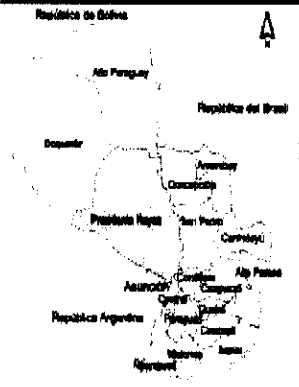 República de Bolivia
N
Alto Paraguay
República del Brasil
Boquerón
Amambay
Concepción
Presidente Hayes
San Pedro
Canindeyú
Cordillera
Alto Paraná
Asunción
Caaguazú
Central
Guairá
República Argentina
Paraguarí
Caazapá
Misiones
Itapúa
Ñeembucú